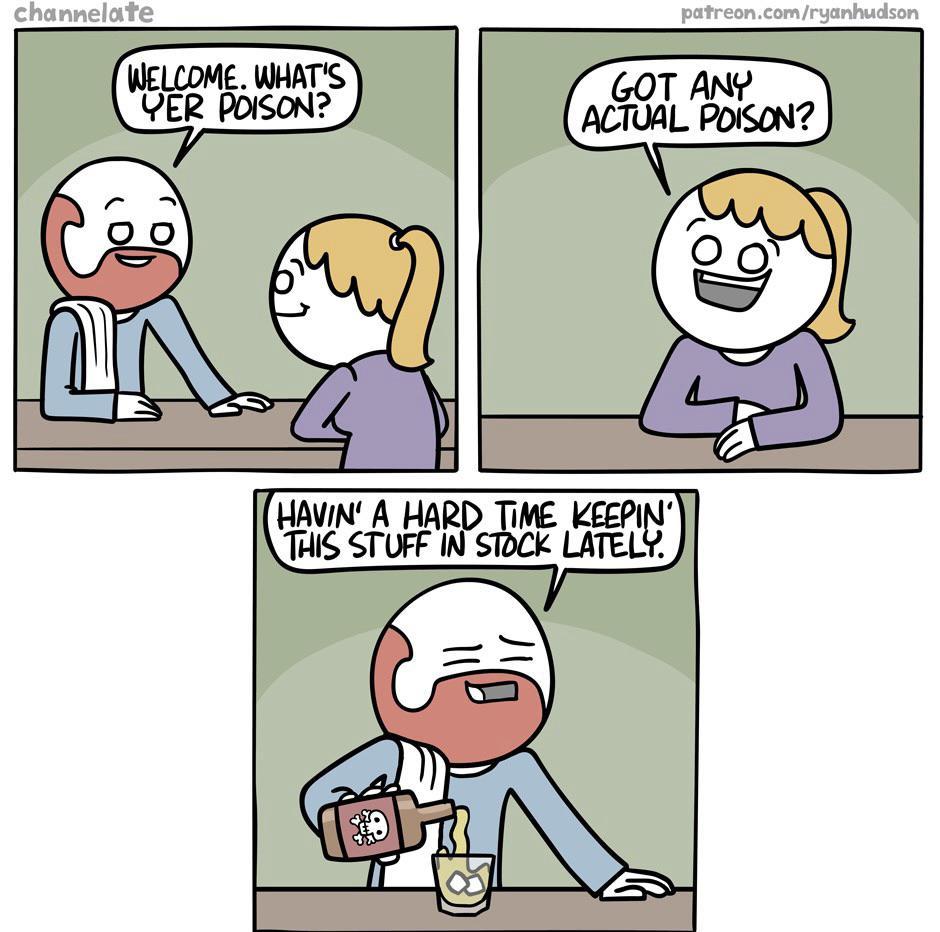 channelate
patreon.com/ryanhudson
WELCOME. WHAT'S
YER POISON?
GOT ANY
ACTUAL POISON?
HAVIN' A HARD TIME KEEPIN'
THIS STUFF IN STOCK LATELY.